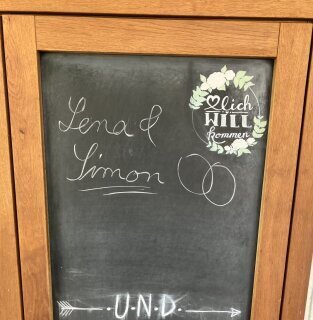 Lena &
Simon
♥lich
WILL
kommen
U.N.D.